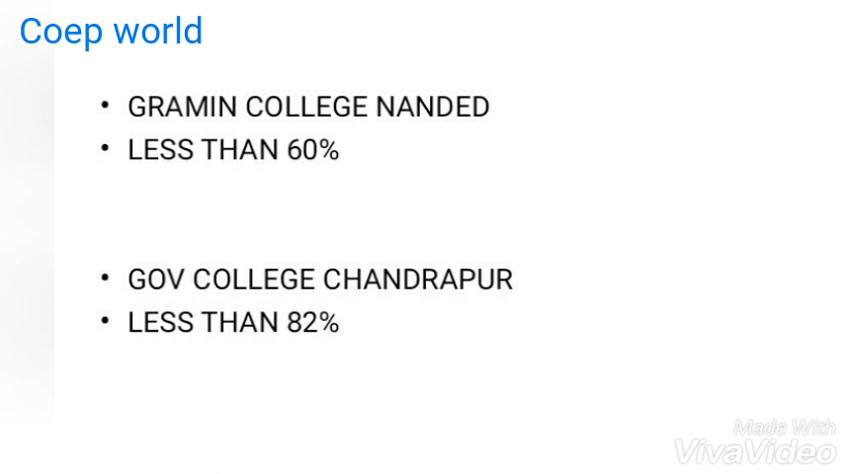 Coep world
• GRAMIN COLLEGE NANDED
• LESS THAN 60%
• GOV COLLEGE CHANDRAPUR
• LESS THAN 82%
Made With
VivaVideo